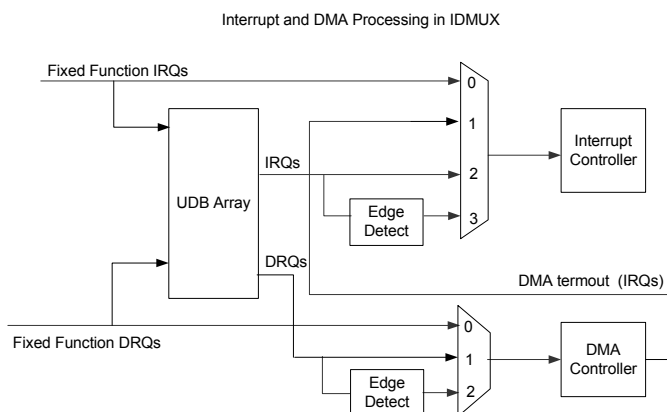 Interrupt and DMA Processing in IDMUX
Fixed Function IRQs
0
1
Interrupt
Controller
IRQs
2
UDB Array
Edge
Detect
3
DRQs
DMA termout (IRQs)
0
Fixed Function DRQs
1
DMA
Controller
Edge
Detect
2